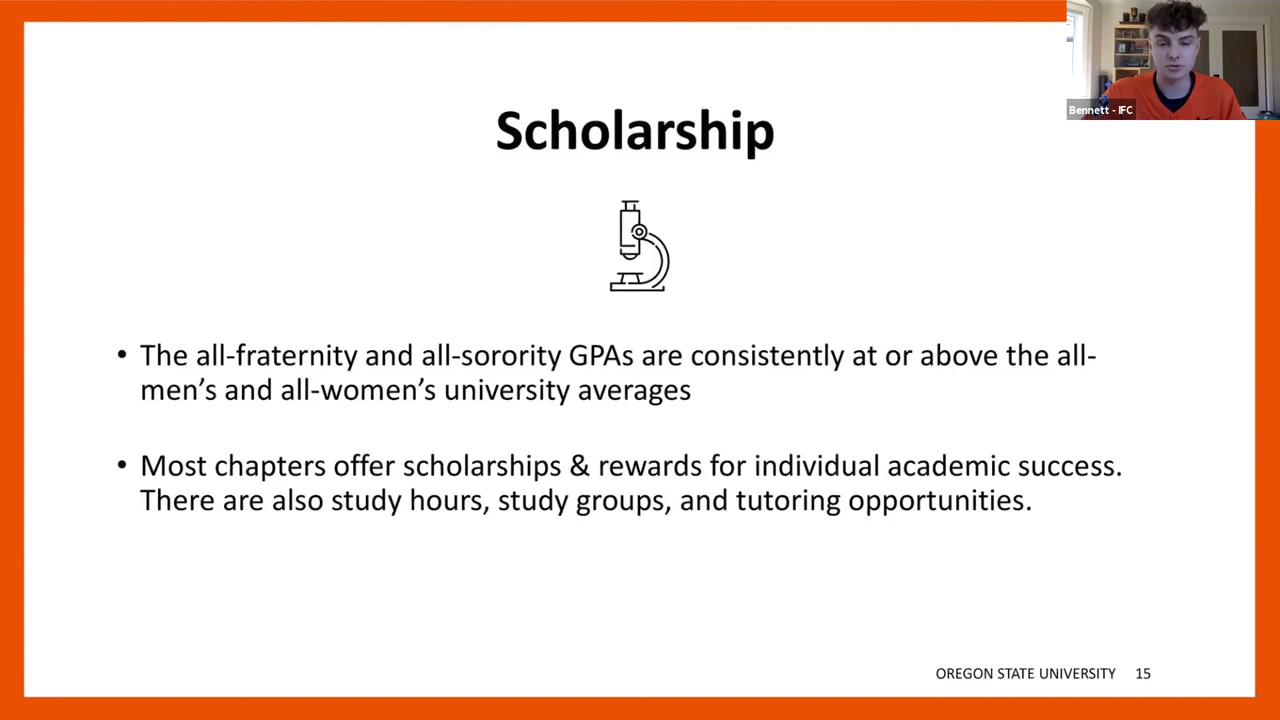 Bennett - IFC
Scholarship
• The all-fraternity and all-sorority GPAs are consistently at or above the all-
men’s and all-women’s university averages
• Most chapters offer scholarships & rewards for individual academic success.
There are also study hours, study groups, and tutoring opportunities.
OREGON STATE UNIVERSITY 15